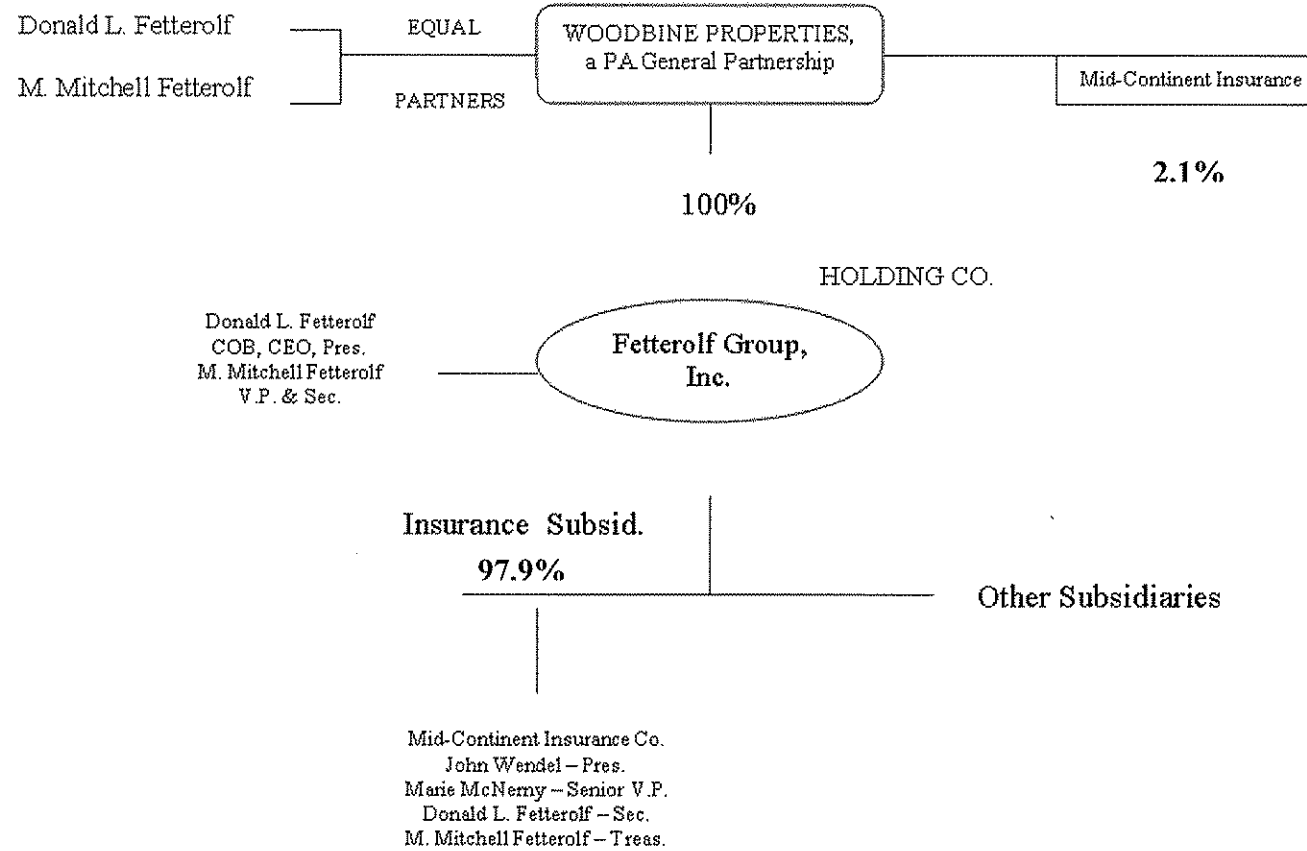 Donald L. Fetterolf
M. Mitchell Fetterolf
EQUAL
PARTNERS
WOODBINE PROPERTIES,
a PA General Partnership
Mid-Continent Insurance
2.1%
100%
HOLDING CO.
Donald L. Fetterolf
COB, CEO, Pres.
M. Mitchell Fetterolf
V.P. & Sec.
Fetterolf Group,
Inc.
Insurance Subsid.
97.9%
Other Subsidiaries
Mid-Continent Insurance Co.
John Wendel – Pres.
Marie McNemy – Senior V.P.
Donald L. Fetterolf – Sec.
M. Mitchell Fetterolf – Treas.